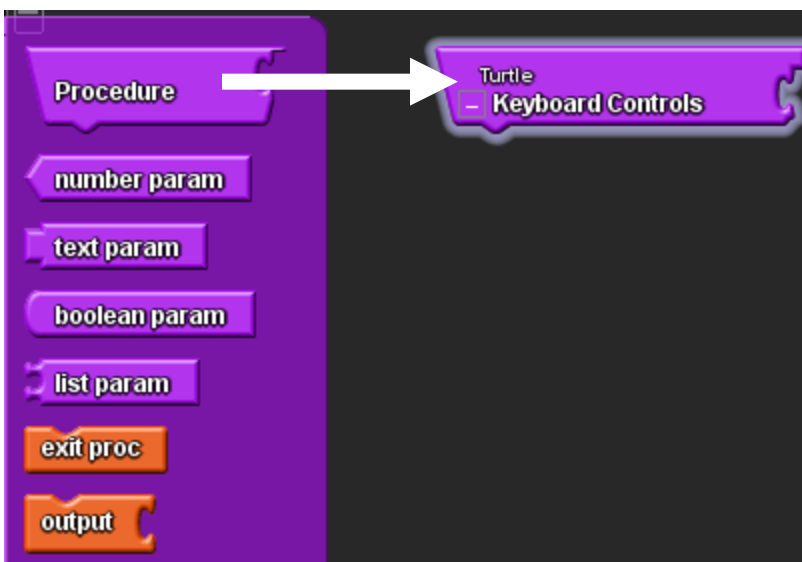 Procedure
number param
text param
boolean param
list param
exit proc
output
Turtle
Keyboard Controls